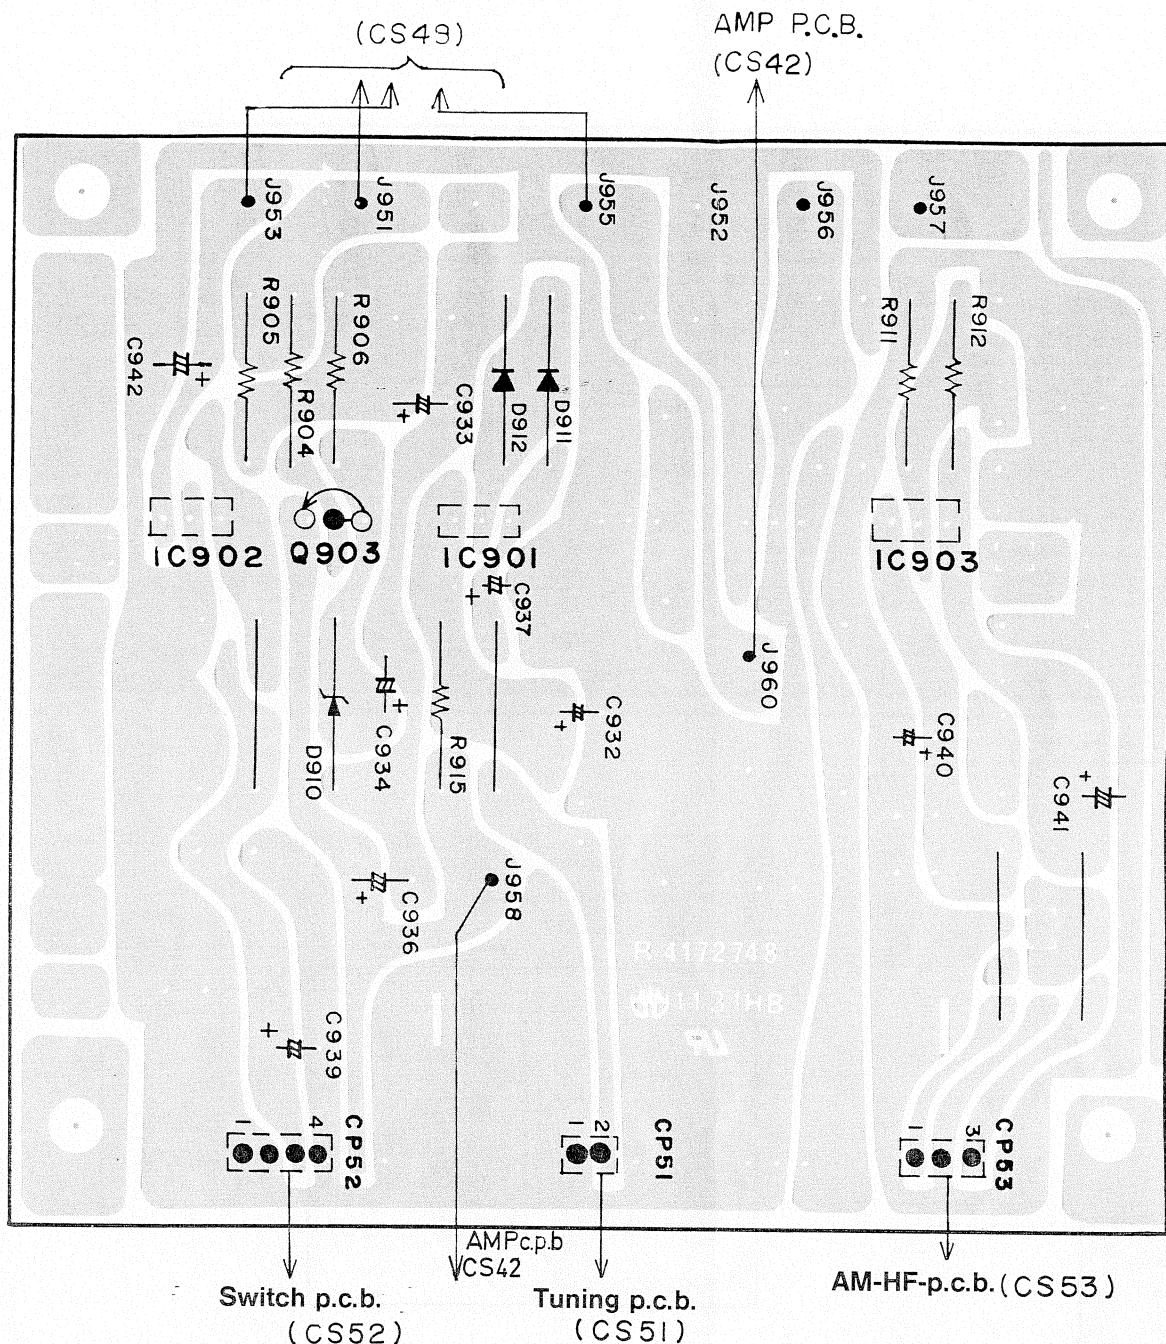 (CS49)
AMP P.C.B.
(CS42)
J953
J951
J955
J952
J956
J957
R905
R904
R906
C942
C933
D912
D911
R911
R912
IC902
Q903
IC901
IC903
C937
J960
D910
C934
R915
C932
C940
C941
C936
J958
R-4172748
1131HB
C939
1
4
CP52
1
2
CP51
1
3
CP53
AMPc.p.b
CS42
Switch p.c.b.
(CS52)
Tuning p.c.b.
(CS51)
AM-HF-p.c.b.(CS53)